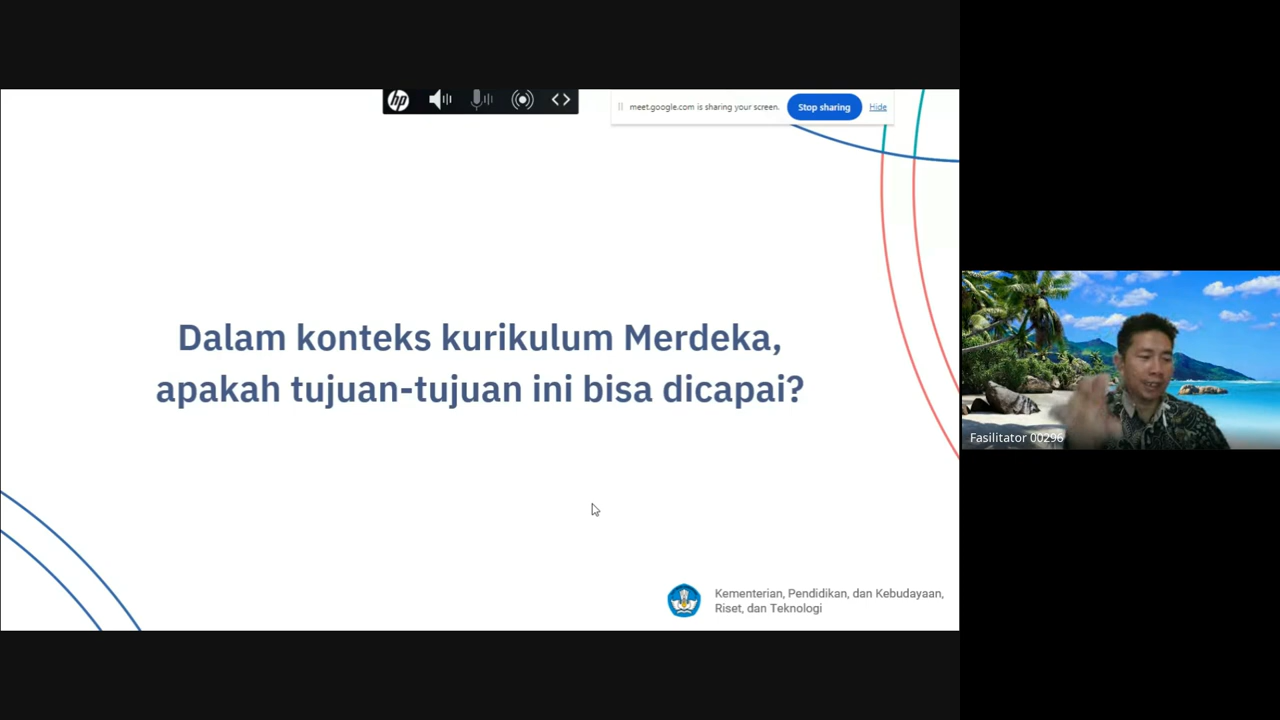 hp
meet.google.com is sharing your screen.
Stop sharing
Hide
Dalam konteks kurikulum Merdeka,
apakah tujuan-tujuan ini bisa dicapai?
Kementerian, Pendidikan, dan Kebudayaan,
Riset, dan Teknologi
Fasilitator 00296